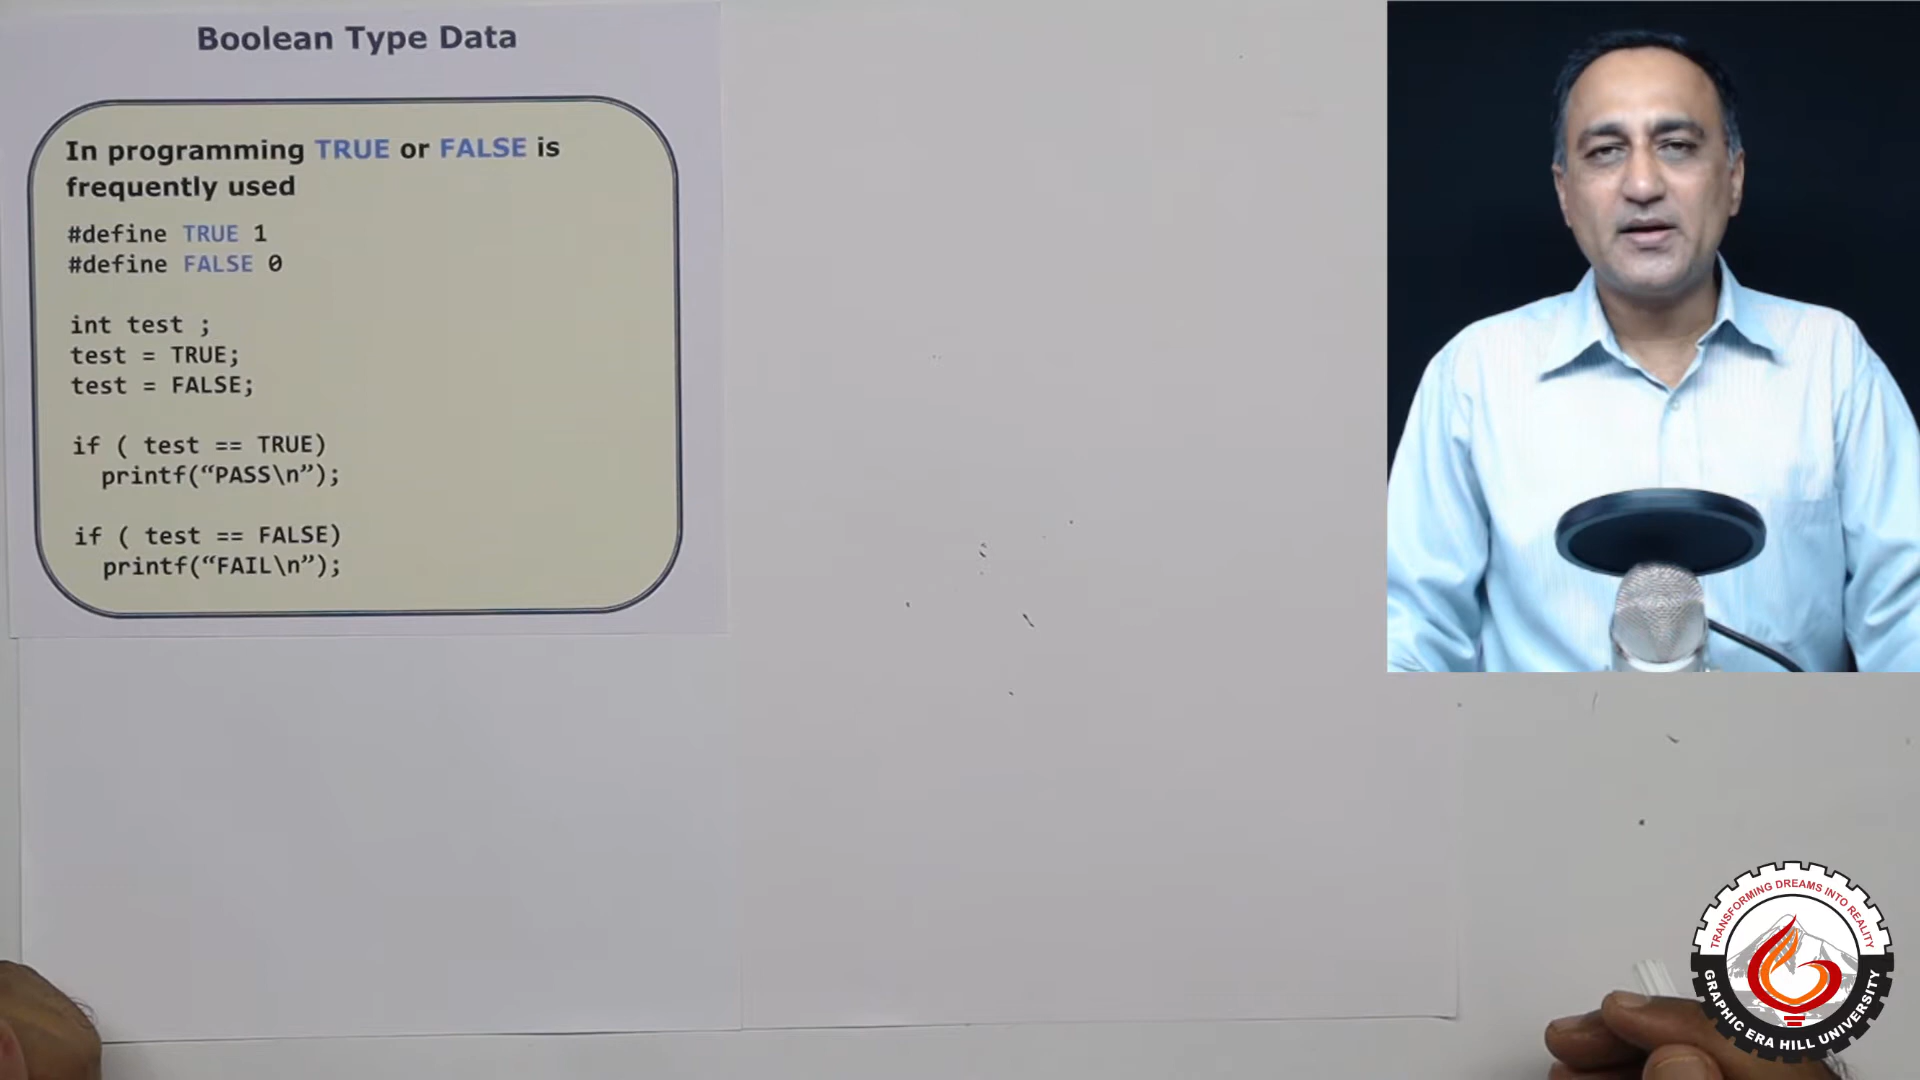 Boolean Type Data
In programming TRUE or FALSE is
frequently used
#define TRUE 1
#define FALSE 0
int test ;
test = TRUE;
test = FALSE;
if ( test == TRUE)
printf(“PASS\n”);
if ( test == FALSE)
printf(“FAIL\n”);
TRANSFORMING DREAMS INTO REALITY
GRAPHIC ERA HILL UNIVERSITY